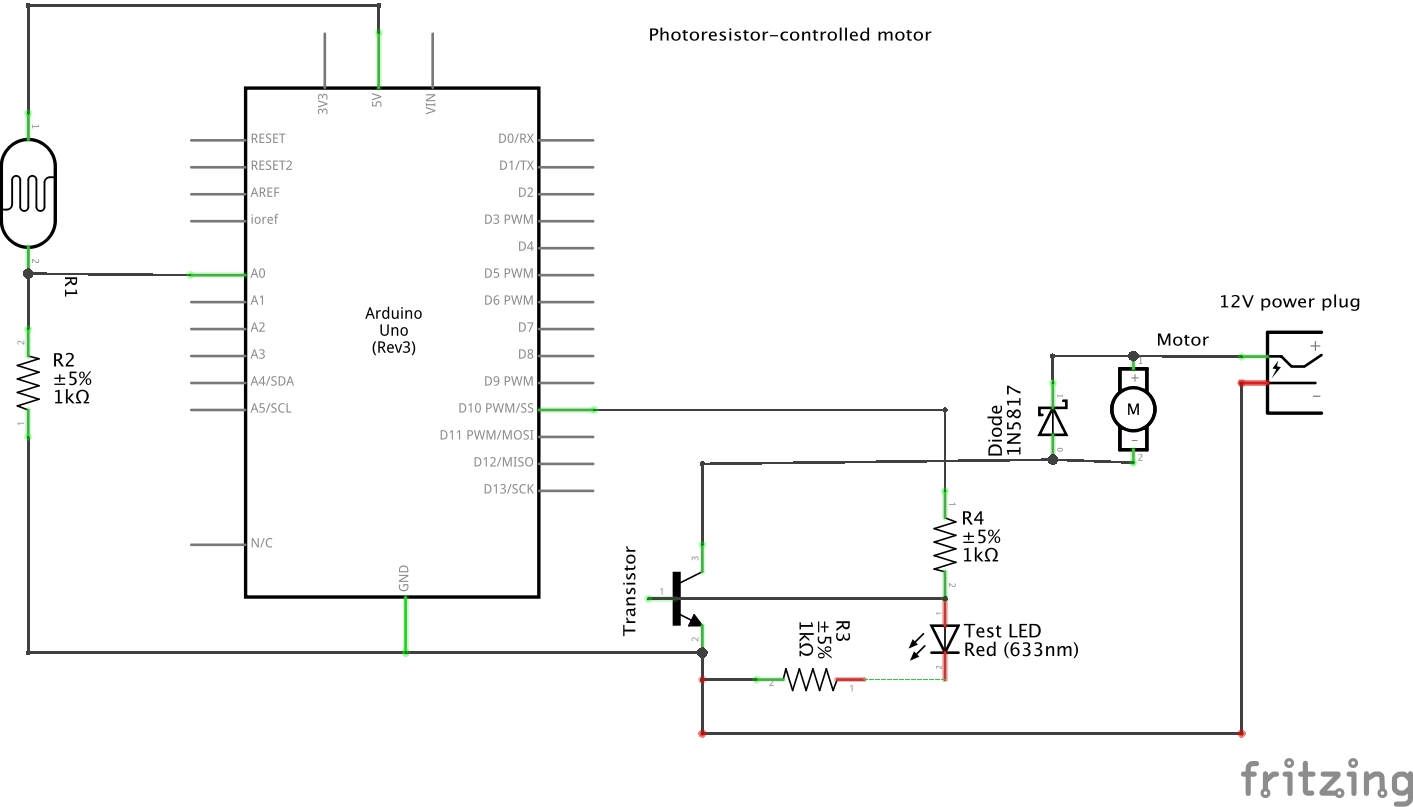 Photoresistor-controlled motor
3V3
5V
VIN
1
RESET
RESET2
AREF
ioref
A0
A1
A2
A3
A4/SDA
A5/SCL
N/C
D0/RX
D1/TX
D2
D3 PWM
D4
D5 PWM
D6 PWM
D7
D8
D9 PWM
D10 PWM/SS
D11 PWM/MOSI
D12/MISO
D13/SCK
GND
Arduino
Uno
(Rev3)
2
R1
2
R2
±5%
1kΩ
1
12V power plug
+
−
Motor
1
+
M
−
2
Diode
1N5817
1
0
1
R4
±5%
1kΩ
2
Transistor
1
3
2
R3
±5%
1kΩ
2
1
1
Test LED
Red (633nm)
2
fritzing